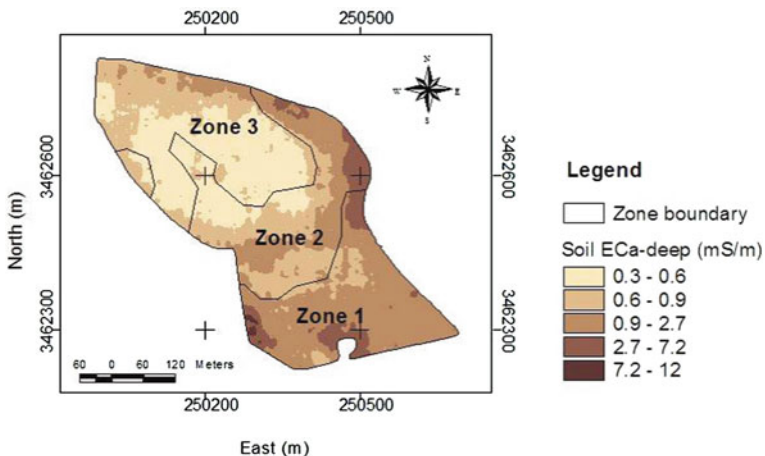 250200 250500
N
W E
S
Zone 3
3462600
3462600
Zone 2
North (m)
Zone 1
3462300
3462300
60 0 60 120 Meters
250200 250500
East (m)
Legend
Zone boundary
Soil ECa-deep (mS/m)
0.3 - 0.6
0.6 - 0.9
0.9 - 2.7
2.7 - 7.2
7.2 - 12